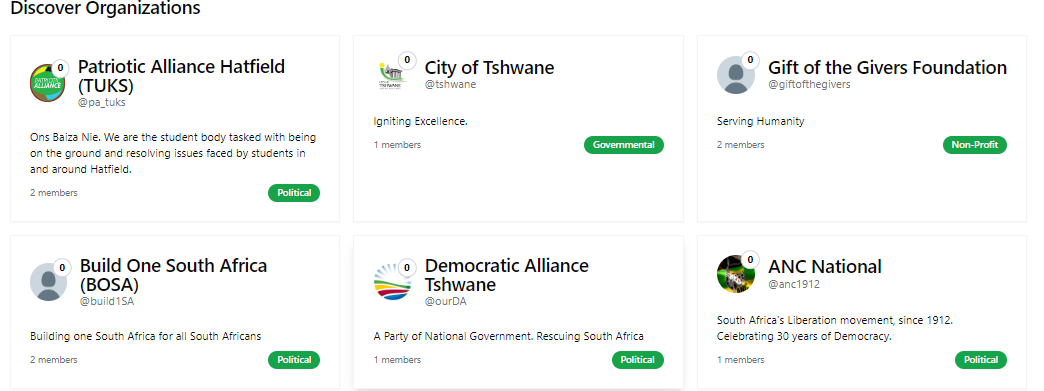 Discover Organizations
0
Patriotic Alliance Hatfield
(TUKS)
@pa_tuks
Ons Baiza Nie. We are the student body tasked with being
on the ground and resolving issues faced by students in
and around Hatfield.
2 members
Political
0
City of Tshwane
@tshwane
Igniting Excellence.
1 members
Governmental
0
Gift of the Givers Foundation
@giftofthegivers
Serving Humanity
2 members
Non-Profit
0
Build One South Africa
(BOSA)
@build1SA
Building one South Africa for all South Africans
2 members
Political
0
Democratic Alliance
Tshwane
@ourDA
A Party of National Government. Rescuing South Africa
1 members
Political
0
ANC National
@anc1912
South Africa's Liberation movement, since 1912.
Celebrating 30 years of Democracy.
1 members
Political